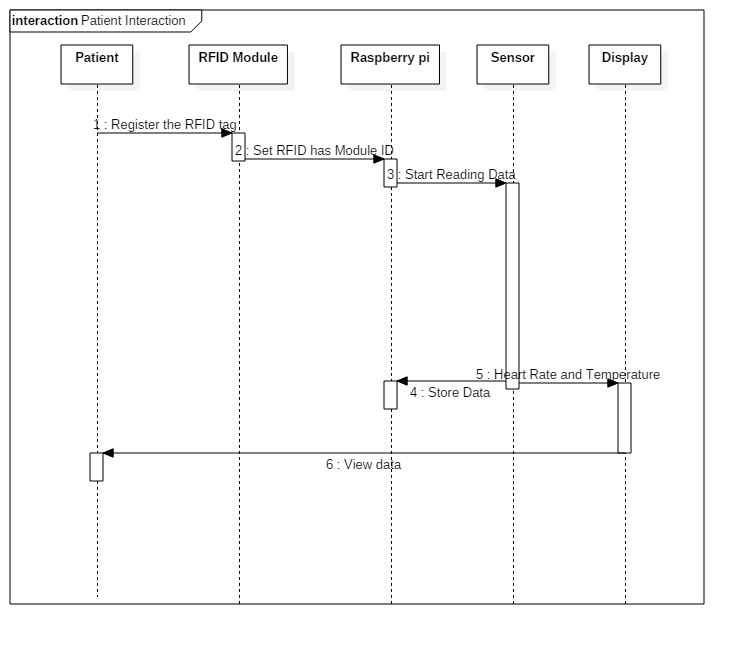 interaction Patient Interaction
Patient
RFID Module
Raspberry pi
Sensor
Display
1 : Register the RFID tag
2 : Set RFID has Module ID
3 : Start Reading Data
5 : Heart Rate and Temperature
4 : Store Data
6 : View data